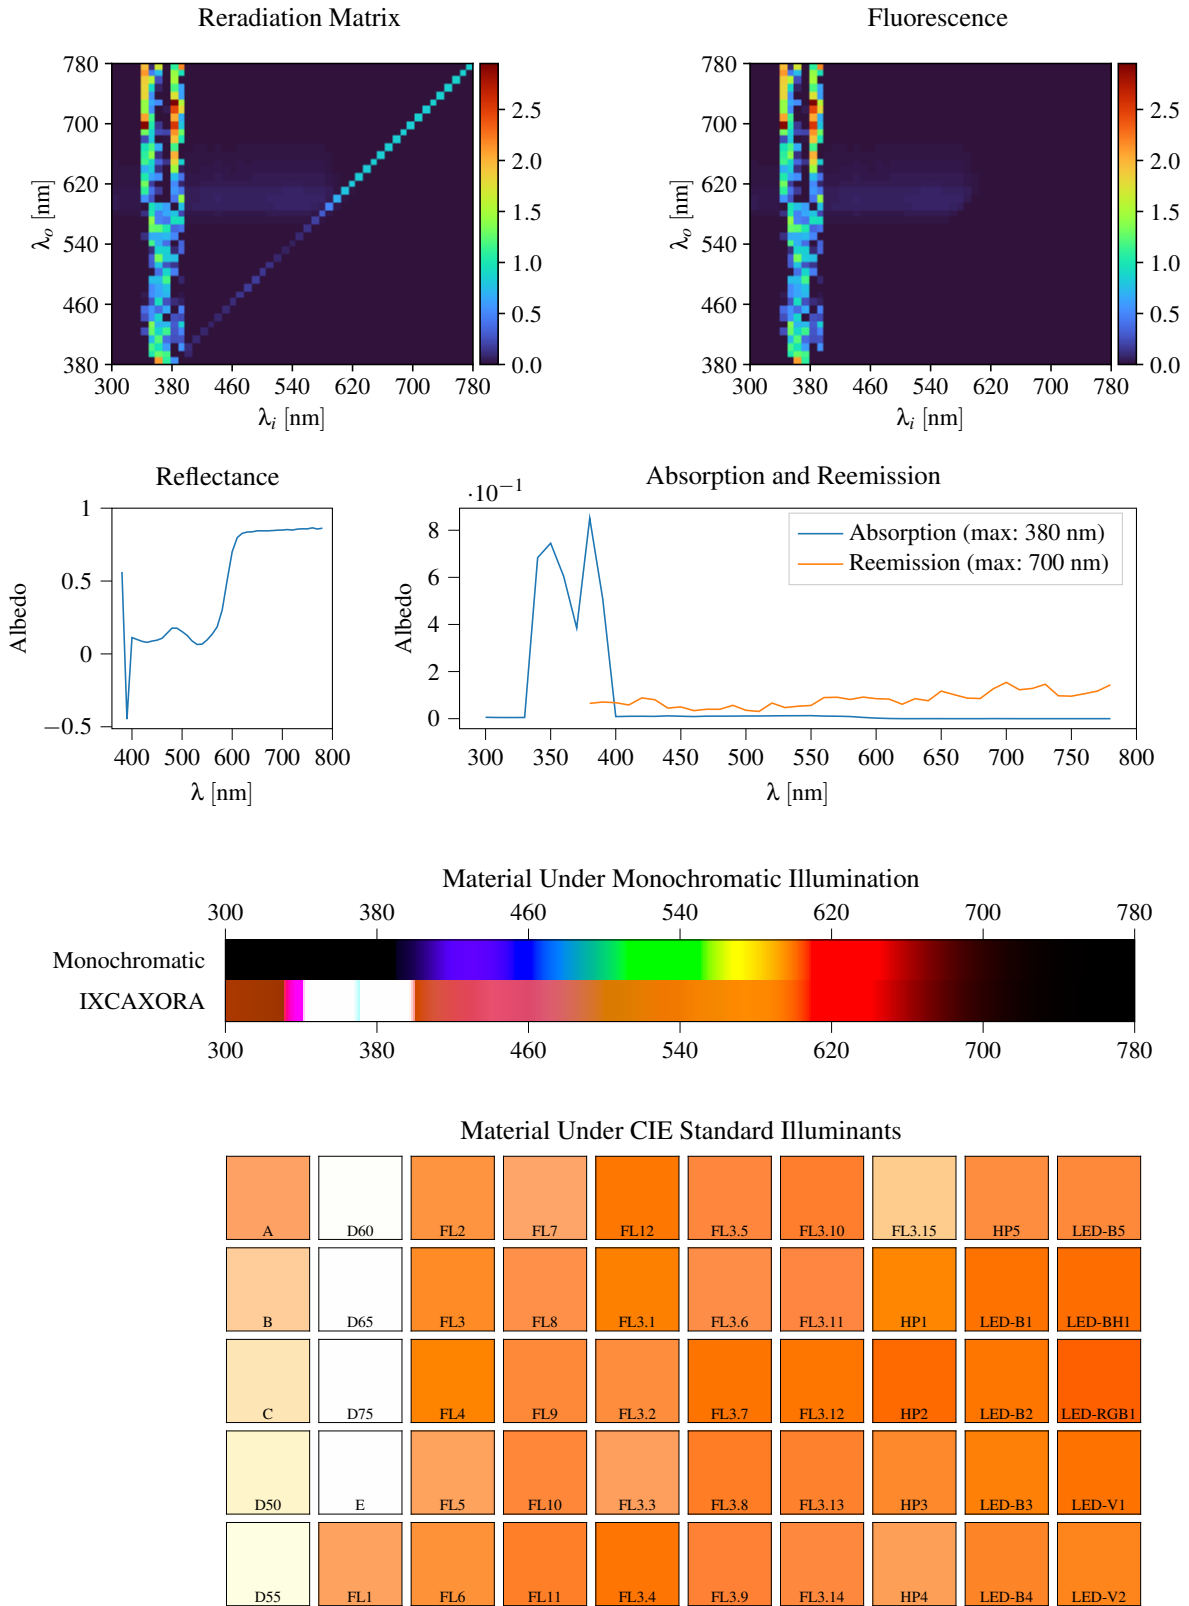 Reradiation Matrix
Fluorescence
780
700
620
540
460
380
λo [nm]
300 380 460 540 620 700 780
λi [nm]
2.5
2.0
1.5
1.0
0.5
0.0
780
700
620
540
460
380
λo [nm]
300 380 460 540 620 700 780
λi [nm]
2.5
2.0
1.5
1.0
0.5
0.0
Reflectance
1
0.5
0
−0.5
Albedo
400 500 600 700 800
λ [nm]
Absorption and Reemission
·10−1
8
6
4
2
0
Albedo
Absorption (max: 380 nm)
Reemission (max: 700 nm)
300 350 400 450 500 550 600 650 700 750 800
λ [nm]
Material Under Monochromatic Illumination
300 380 460 540 620 700 780
Monochromatic
IXCAXORA
300 380 460 540 620 700 780
Material Under CIE Standard Illuminants
A D60 FL2 FL7 FL12 FL3.5 FL3.10 FL3.15 HP5 LED-B5
B D65 FL3 FL8 FL3.1 FL3.6 FL3.11 HP1 LED-B1 LED-BH1
C D75 FL4 FL9 FL3.2 FL3.7 FL3.12 HP2 LED-B2 LED-RGB1
D50 E FL5 FL10 FL3.3 FL3.8 FL3.13 HP3 LED-B3 LED-V1
D55 FL1 FL6 FL11 FL3.4 FL3.9 FL3.14 HP4 LED-B4 LED-V2